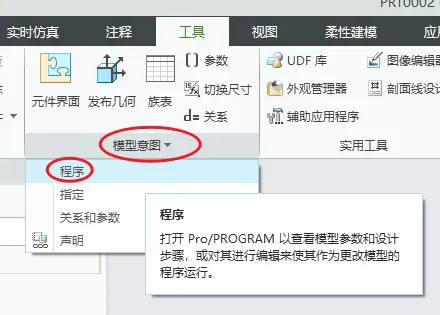 PRT0002
实时仿真 注释 工具 视图 柔性建模 应用
元件界面 发布几何 族表
[ ] 参数
切换尺寸
d= 关系
UDF 库
外观管理器
辅助应用程序
图像编辑器
剖面线设
模型意图 实用工具
程序
指定
关系和参数
声明
程序
打开 Pro/PROGRAM 以查看模型参数和设计
步骤，或对其进行编辑来使其作为更改模型的
程序运行。